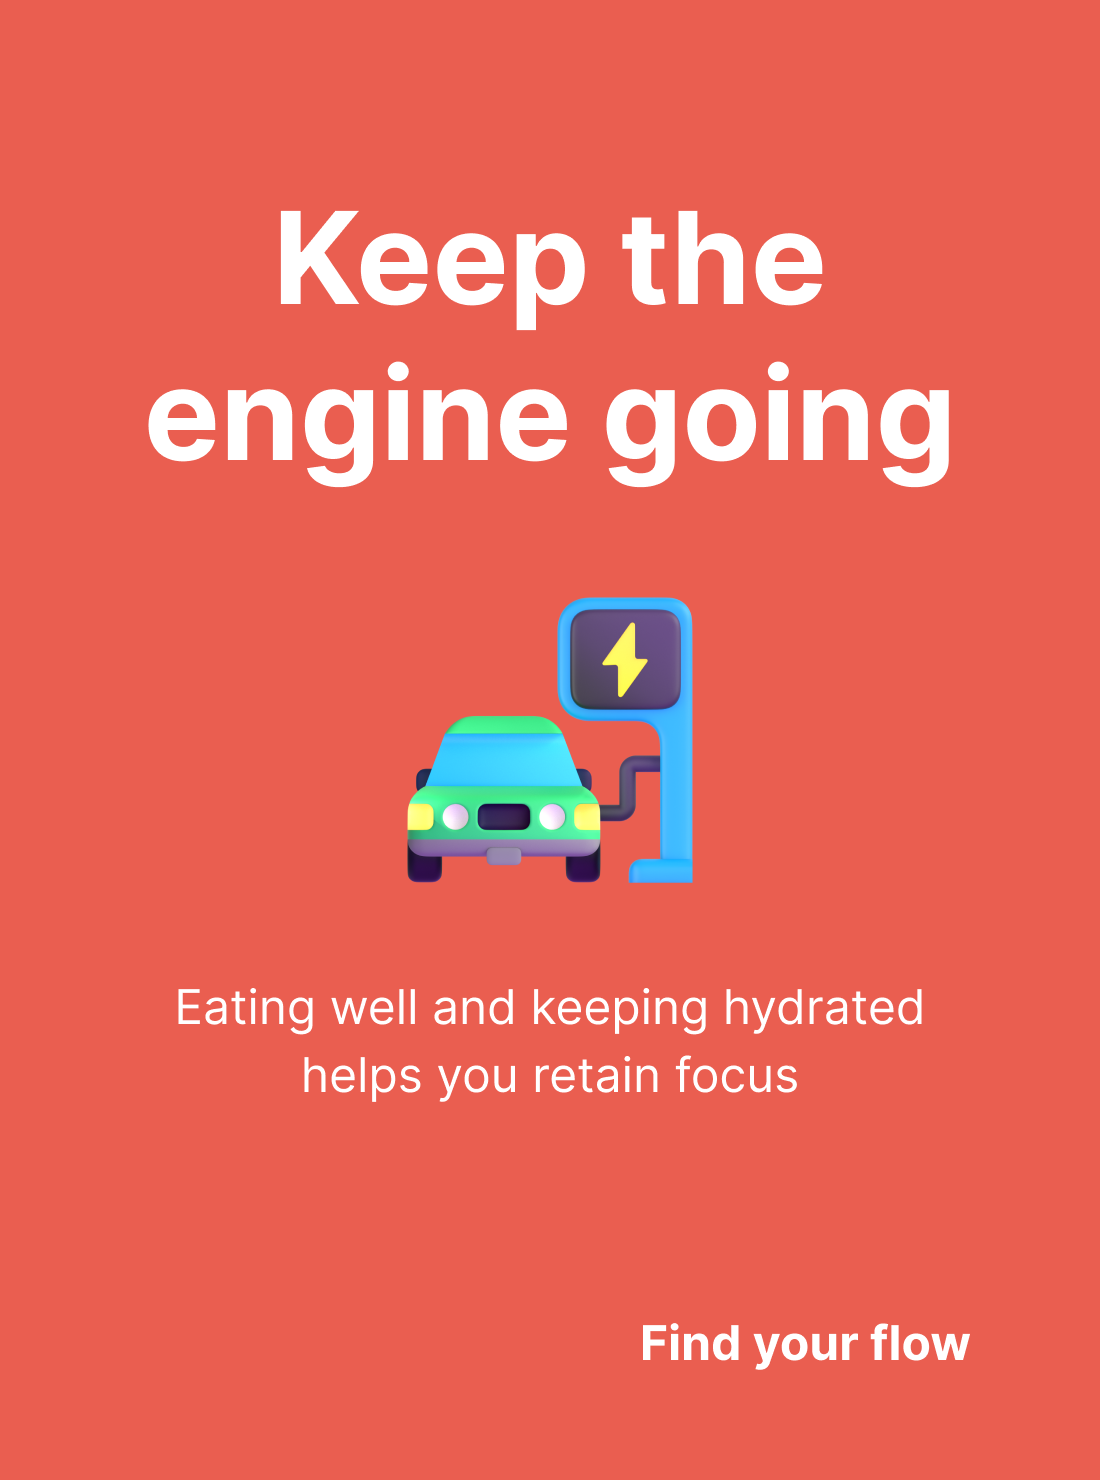 Keep the
engine going
Eating well and keeping hydrated
helps you retain focus
Find your flow